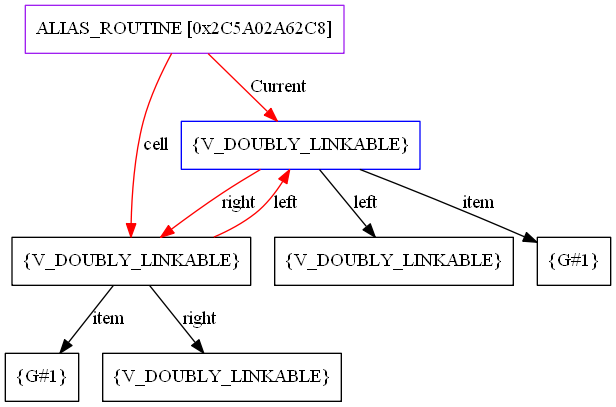 ALIAS_ROUTINE [0x2C5A02A62C8]
Current
cell
{V_DOUBLY_LINKABLE}
right
left
left
item
{V_DOUBLY_LINKABLE}
{V_DOUBLY_LINKABLE}
{G#1}
item
right
{G#1}
{V_DOUBLY_LINKABLE}